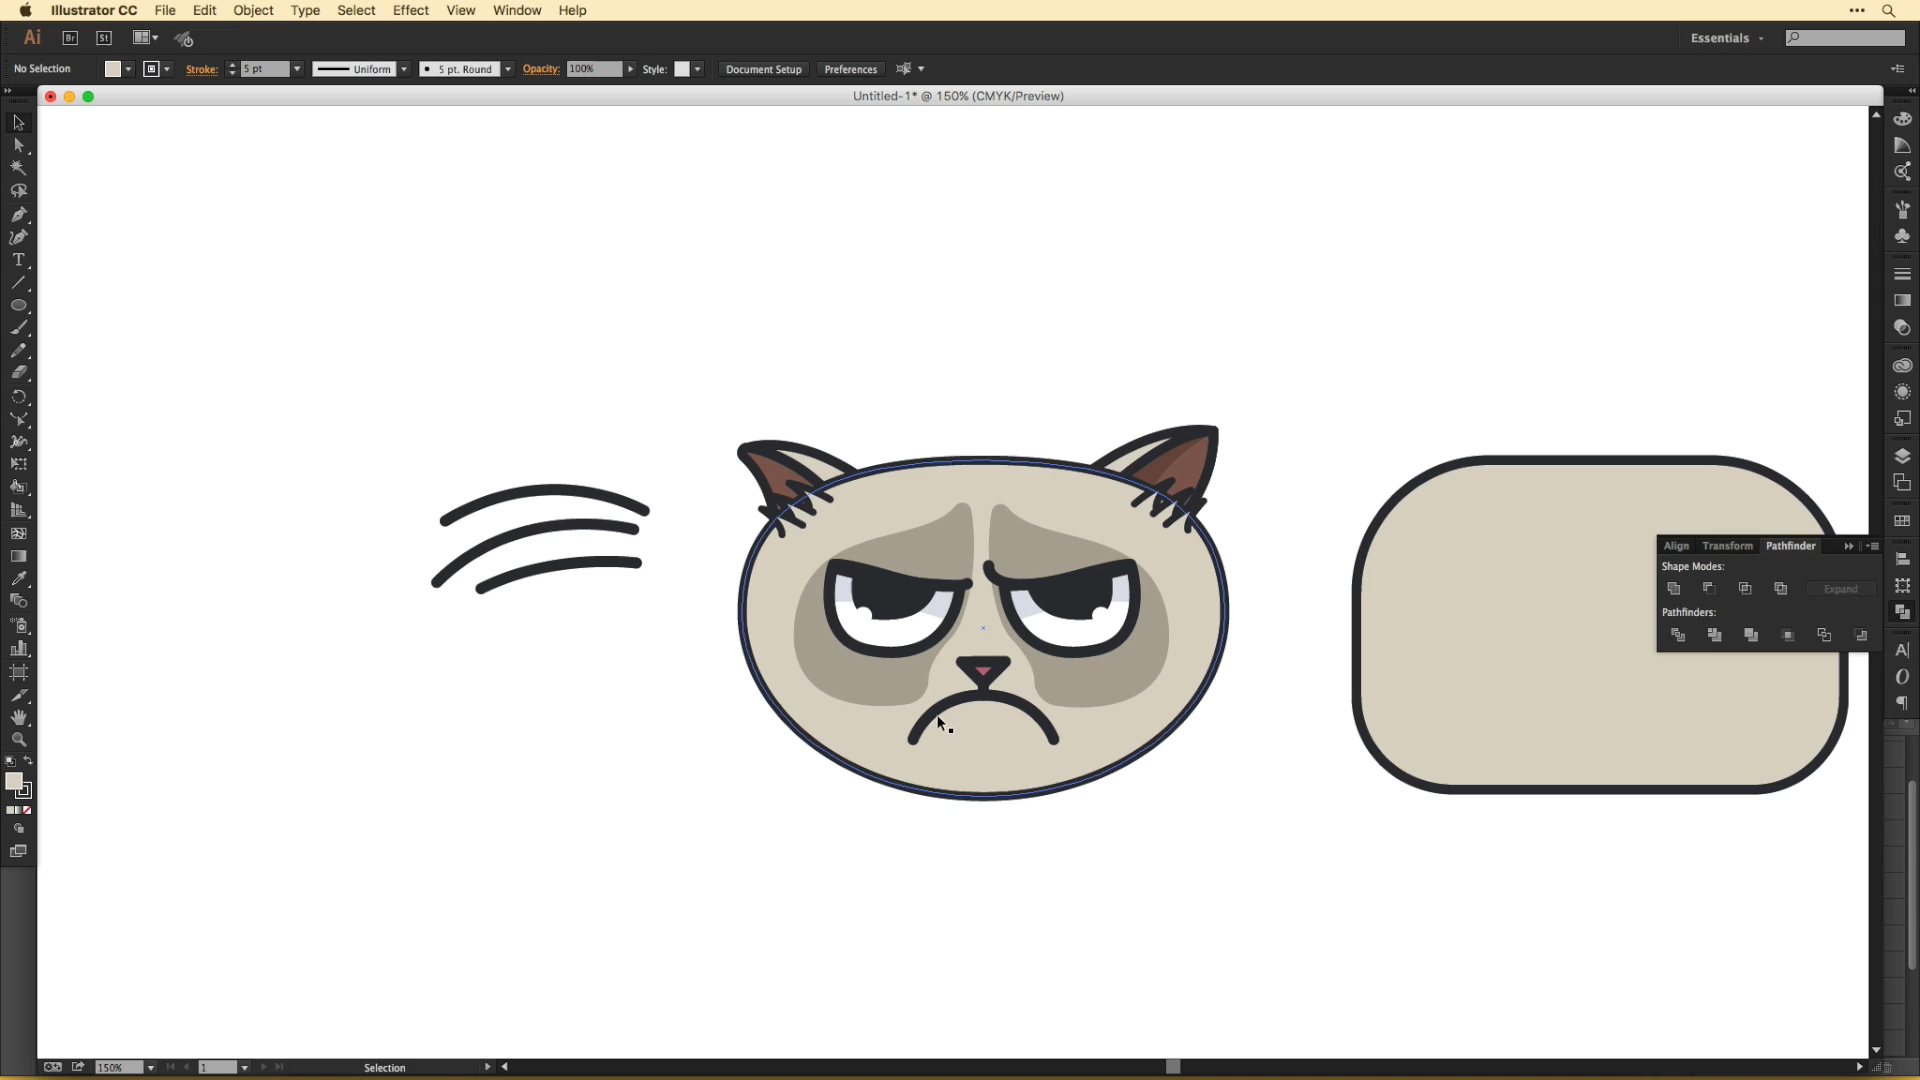 Illustrator CC File Edit Object Type Select Effect View Window Help
Ai Br St Essentials
No Selection Stroke: 5 pt Uniform 5 pt. Round Opacity: 100% Style: Document Setup Preferences
Untitled-1* @ 150% (CMYK/Preview)
Align Transform Pathfinder
Shape Modes:
Expand
Pathfinders:
150% 1 Selection